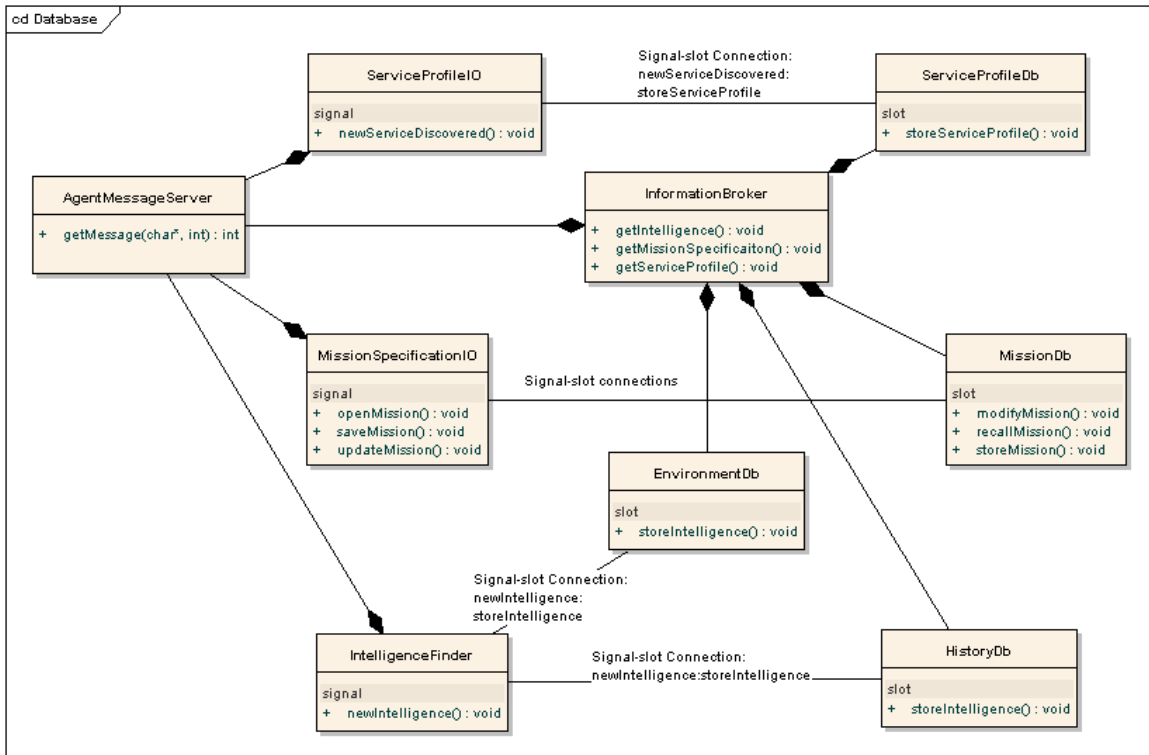 cd Database
ServiceProfileIO
signal
+ newServiceDiscovered() : void
Signal-slot Connection:
newServiceDiscovered:
storeServiceProfile
ServiceProfileDb
slot
+ storeServiceProfile() : void
AgentMessageServer
+ getMessage(char*, int) : int
InformationBroker
+ getIntelligence() : void
+ getMissionSpecificaiton() : void
+ getServiceProfile() : void
MissionSpecificationIO
signal
+ openMission() : void
+ saveMission() : void
+ updateMission() : void
Signal-slot connections
MissionDb
slot
+ modifyMission() : void
+ recallMission() : void
+ storeMission() : void
EnvironmentDb
slot
+ storeIntelligence() : void
Signal-slot Connection:
newIntelligence:
storeIntelligence
IntelligenceFinder
signal
+ newIntelligence() : void
Signal-slot Connection:
newIntelligence:storeIntelligence
HistoryDb
slot
+ storeIntelligence() : void